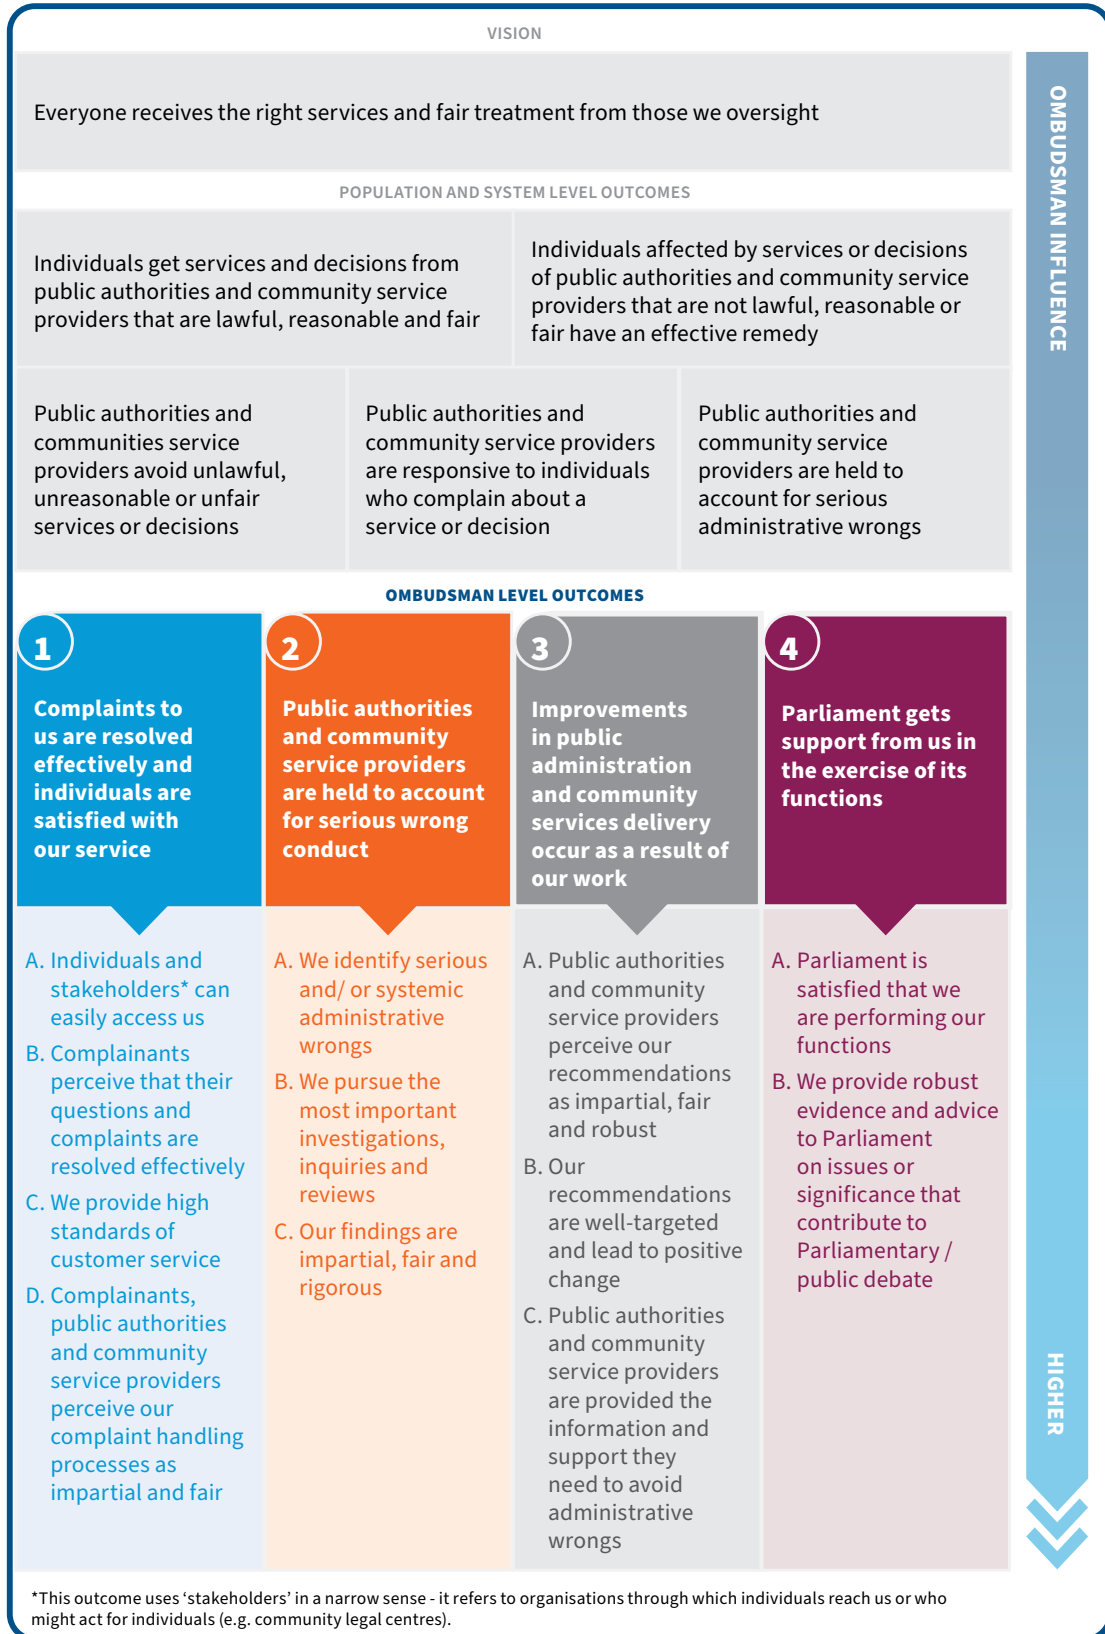 VISION
Everyone receives the right services and fair treatment from those we oversight
POPULATION AND SYSTEM LEVEL OUTCOMES
Individuals get services and decisions from
public authorities and community service
providers that are lawful, reasonable and fair
Individuals affected by services or decisions
of public authorities and community service
providers that are not lawful, reasonable or
fair have an effective remedy
Public authorities and
communities service
providers avoid unlawful,
unreasonable or unfair
services or decisions
Public authorities and
community service providers
are responsive to individuals
who complain about a
service or decision
Public authorities and
community service
providers are held to
account for serious
administrative wrongs
OMBUDSMAN LEVEL OUTCOMES
1
Complaints to
us are resolved
effectively and
individuals are
satisfied with
our service
A. Individuals and
stakeholders* can
easily access us
B. Complainants
perceive that their
questions and
complaints are
resolved effectively
C. We provide high
standards of
customer service
D. Complainants,
public authorities
and community
service providers
perceive our
complaint handling
processes as
impartial and fair
2
Public authorities
and community
service providers
are held to account
for serious wrong
conduct
A. We identify serious
and/ or systemic
administrative
wrongs
B. We pursue the
most important
investigations,
inquiries and
reviews
C. Our findings are
impartial, fair and
rigorous
3
Improvements
in public
administration
and community
services delivery
occur as a result of
our work
A. Public authorities
and community
service providers
perceive our
recommendations
as impartial, fair
and robust
B. Our
recommendations
are well-targeted
and lead to positive
change
C. Public authorities
and community
service providers
are provided the
information and
support they
need to avoid
administrative
wrongs
4
Parliament gets
support from us in
the exercise of its
functions
A. Parliament is
satisfied that we
are performing our
functions
B. We provide robust
evidence and advice
to Parliament
on issues or
significance that
contribute to
Parliamentary /
public debate
OMBUDSMAN INFLUENCE
HIGHER
*This outcome uses ‘stakeholders’ in a narrow sense - it refers to organisations through which individuals reach us or who
might act for individuals (e.g. community legal centres).